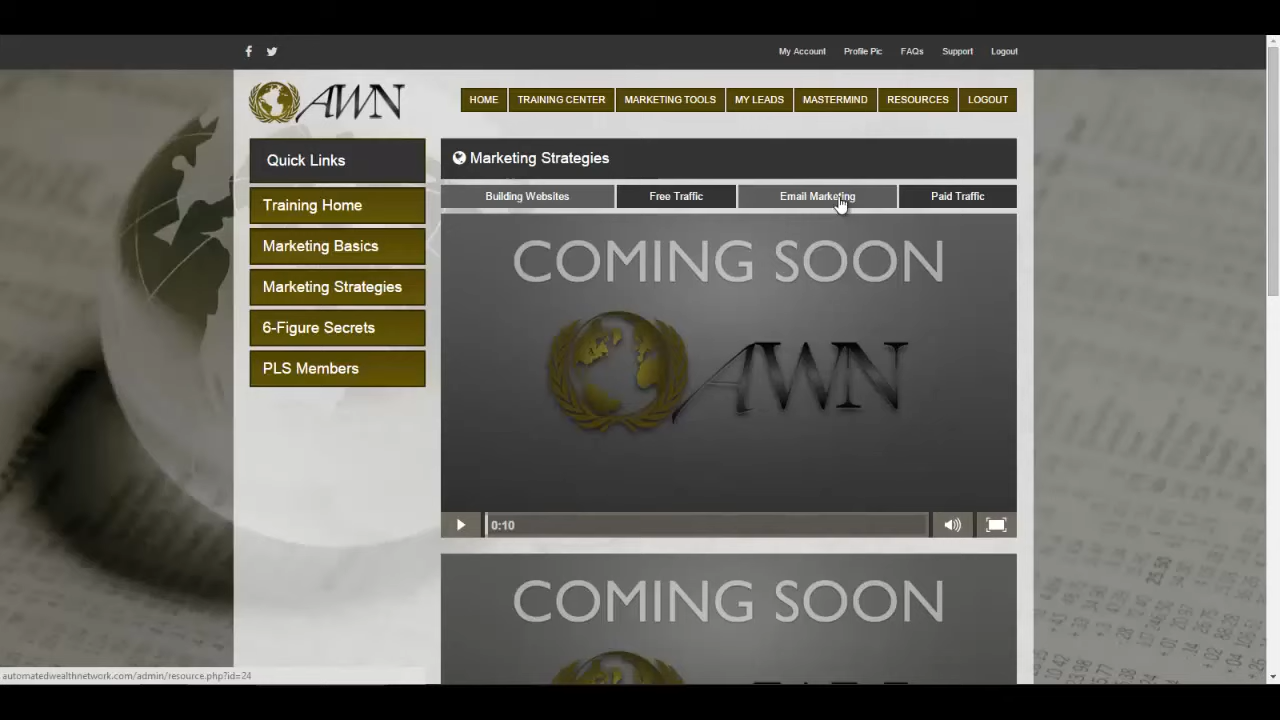 My Account Profile Pic FAQs Support Logout
AWN
HOME TRAINING CENTER MARKETING TOOLS MY LEADS MASTERMIND RESOURCES LOGOUT
Quick Links
Training Home
Marketing Basics
Marketing Strategies
6-Figure Secrets
PLS Members
Marketing Strategies
Building Websites Free Traffic Email Marketing Paid Traffic
COMING SOON
AWN
0:10
COMING SOON
automatedwealthnetwork.com/admin/resource.php?id=24